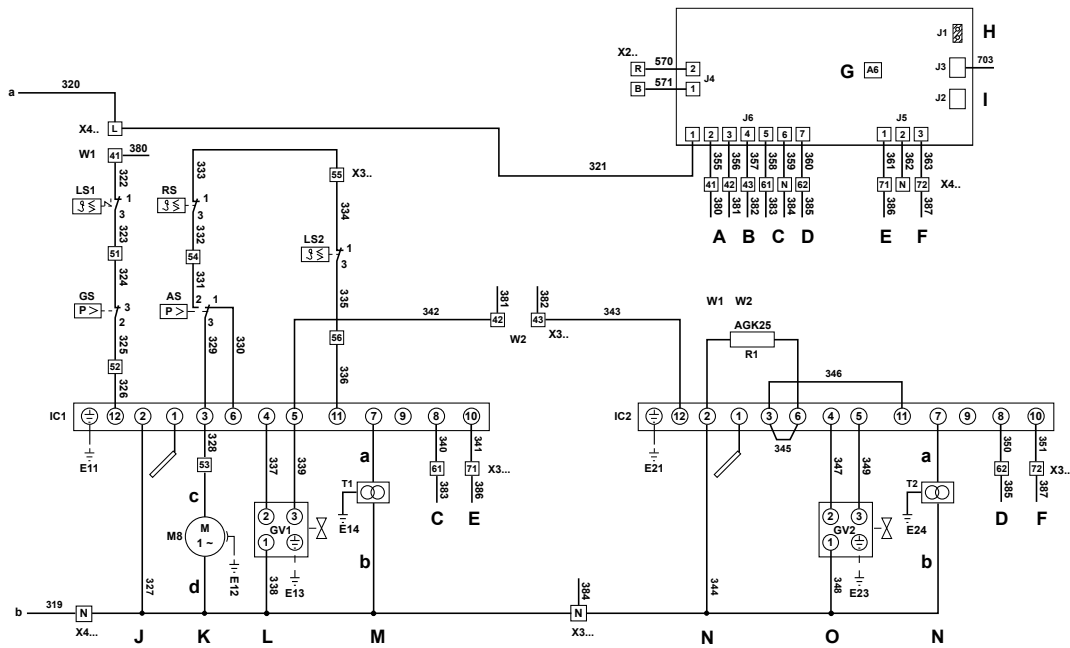 J1 H
X2..
R 570 2 J4
B 571 1
G A6
J3 703
J2 I
a 320
X4.. L
321
J6 J5
1 2 3 4 5 6 7 1 2 3
355 356 357 358 359 360 361 362 363
41 42 43 61 N 62 71 N 72 X4..
380 381 382 383 384 385 386 387
A B C D E F
W1 41 380
322
LS1 1 3
323
51
324
GS P > 3 2
325
52
326
333
RS 1 3
332
54
331
AS P > 2 1 3
329 330
55 X3..
334
LS2 1 3
335
56
336
342
381
42
W2
382
43 X3..
343
W1 W2
AGK25
R1
346
345
IC1 12 2 1 3 6 4 5 11 7 9 8 10
IC2 12 2 1 3 6 4 5 11 7 9 8 10
E11
328
53
c
M8 M 1 ~
E12
d
327
337 339
2 3
GV1
1
338
E13
a
T1
E14
b
340
61
383
C
341
71 X3...
386
E
E21
344
347 349
2 3
GV2
1
348
E23
a
T2
E24
b
350
62
385
D
351
72 X3..
387
F
b 319 N
X4...
384
N
X3...
J K L M N O N